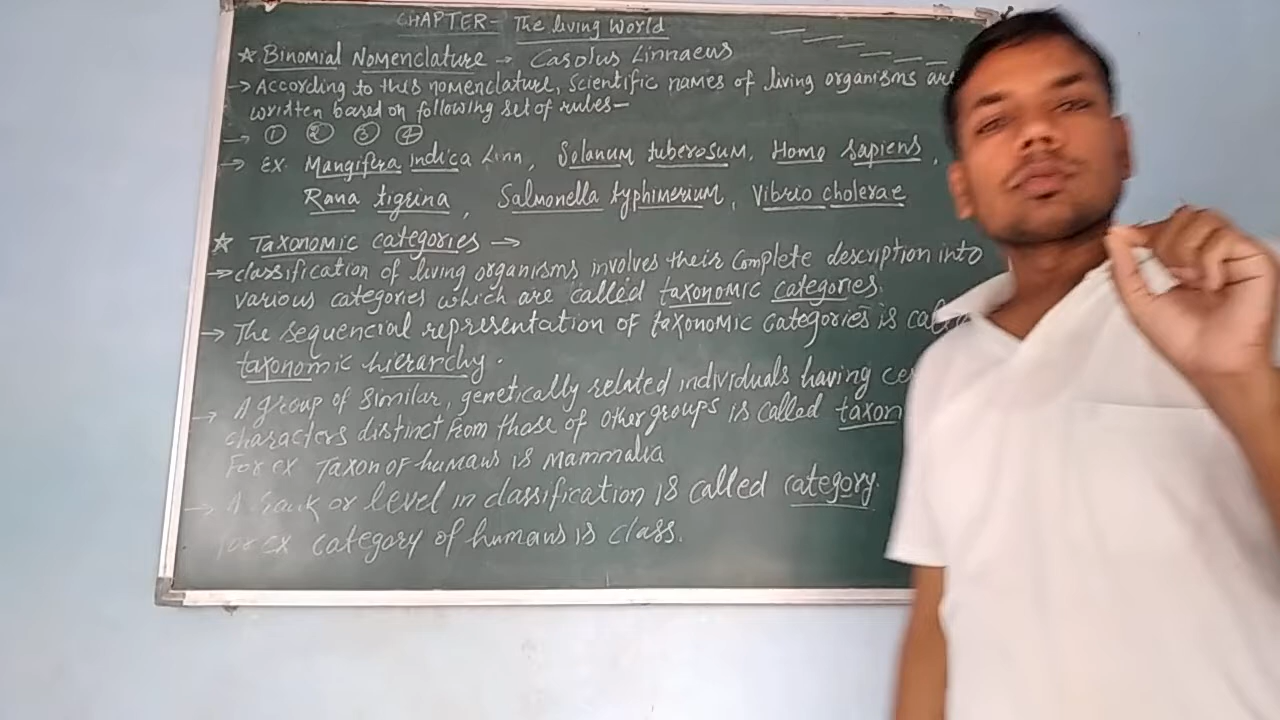 CHAPTER- The living World
☆ Binomial Nomenclature → Carolus Linnaeus
→ According to this nomenclature, Scientific names of living organisms are
written based on following set of rules-
→ ① ② ③ ④
→ Ex. Mangifera indica Linn, Solanum tuberosum, Homo sapiens,
Rana tigrina, Salmonella typhimerium, Vibrio cholerae
☆ Taxonomic categories →
→ classification of living organisms involves their complete description into
various categories which are called taxonomic categories.
→ The sequencial representation of taxonomic categories is
taxonomic hierarchy.
→ A group of similar, genetically related individuals having
characters distinct from those of other groups is called taxon
For ex Taxon of humans is Mammalia
→ A rank or level in classification is called category.
For ex category of humans is class.